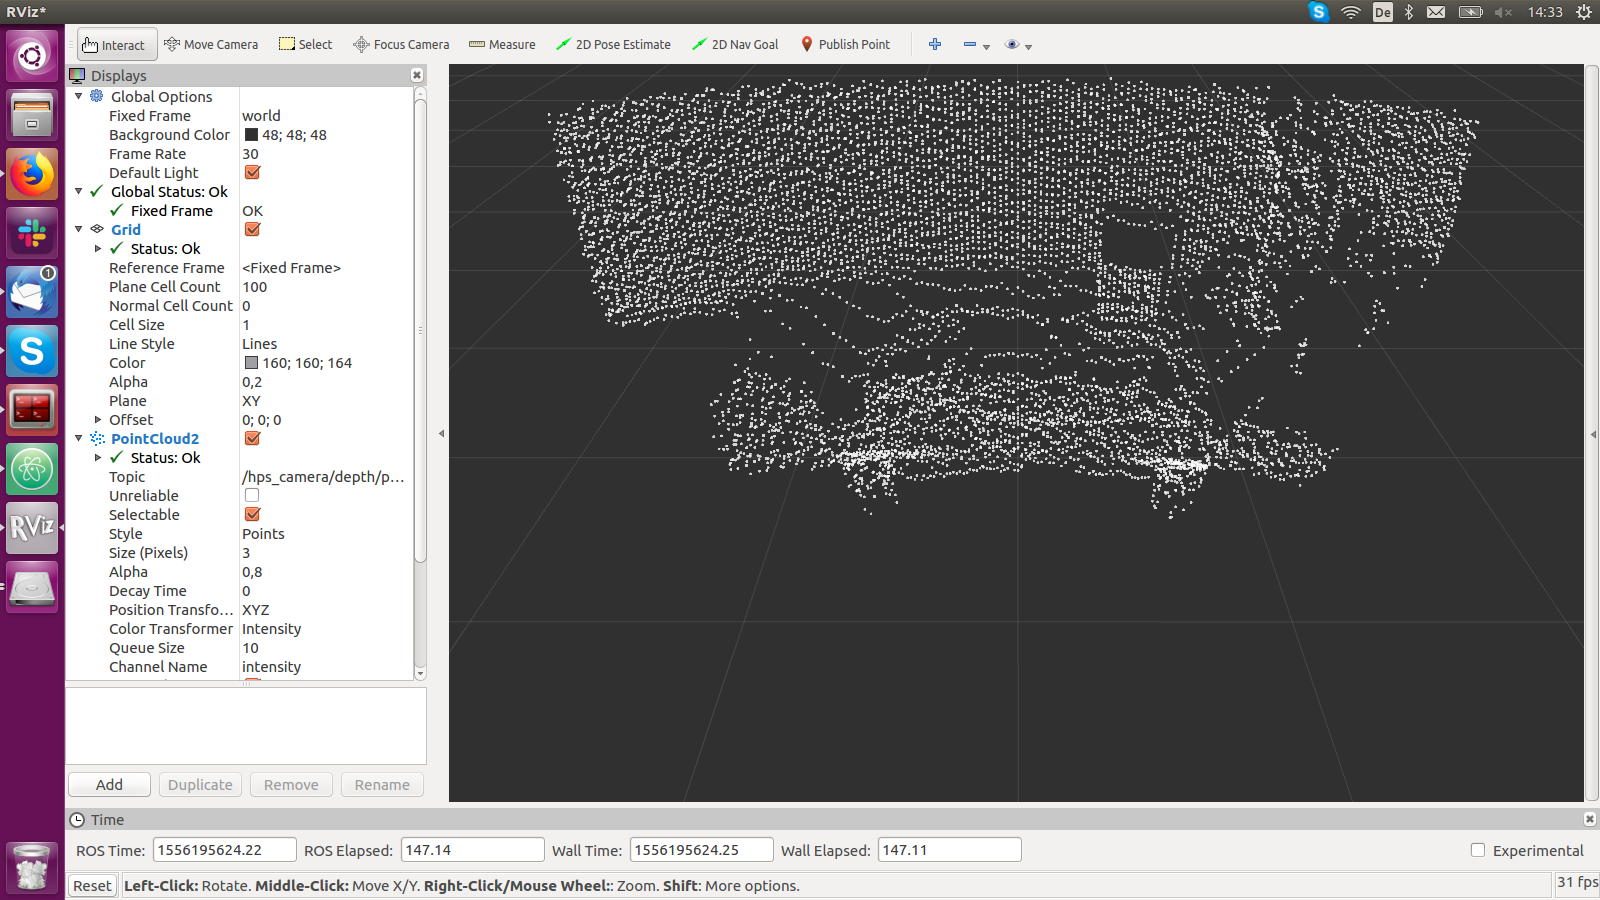 RViz*
De
14:33
Interact
Move Camera
Select
Focus Camera
Measure
2D Pose Estimate
2D Nav Goal
Publish Point
Displays
Global Options
Fixed Frame world
Background Color 48; 48; 48
Frame Rate 30
Default Light
Global Status: Ok
Fixed Frame OK
Grid
Status: Ok
Reference Frame <Fixed Frame>
Plane Cell Count 100
Normal Cell Count 0
Cell Size 1
Line Style Lines
Color 160; 160; 164
Alpha 0,2
Plane XY
Offset 0; 0; 0
PointCloud2
Status: Ok
Topic /hps_camera/depth/p...
Unreliable
Selectable
Style Points
Size (Pixels) 3
Alpha 0,8
Decay Time 0
Position Transfo... XYZ
Color Transformer Intensity
Queue Size 10
Channel Name intensity
1
S
RViz
Add
Duplicate
Remove
Rename
Time
ROS Time: 1556195624.22
ROS Elapsed: 147.14
Wall Time: 1556195624.25
Wall Elapsed: 147.11
Experimental
Reset
Left-Click: Rotate. Middle-Click: Move X/Y. Right-Click/Mouse Wheel:: Zoom. Shift: More options.
31 fps